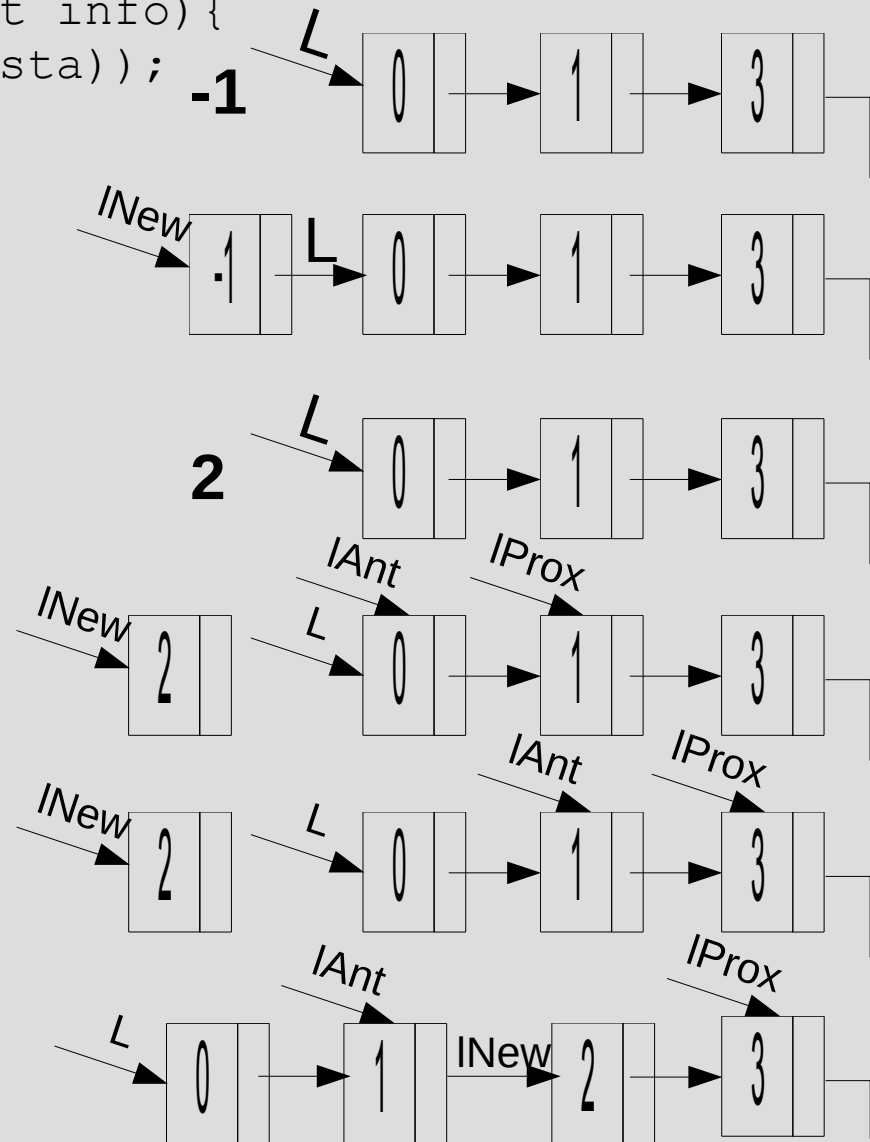 t info){
sta));
L
-1 0 1 3
lNew
-1 L 0 1 3
L
2 0 1 3
lAnt lProx
lNew 2 L 0 1 3
lAnt lProx
lNew 2 L 0 1 3
lAnt lProx
L 0 1 lNew 2 3